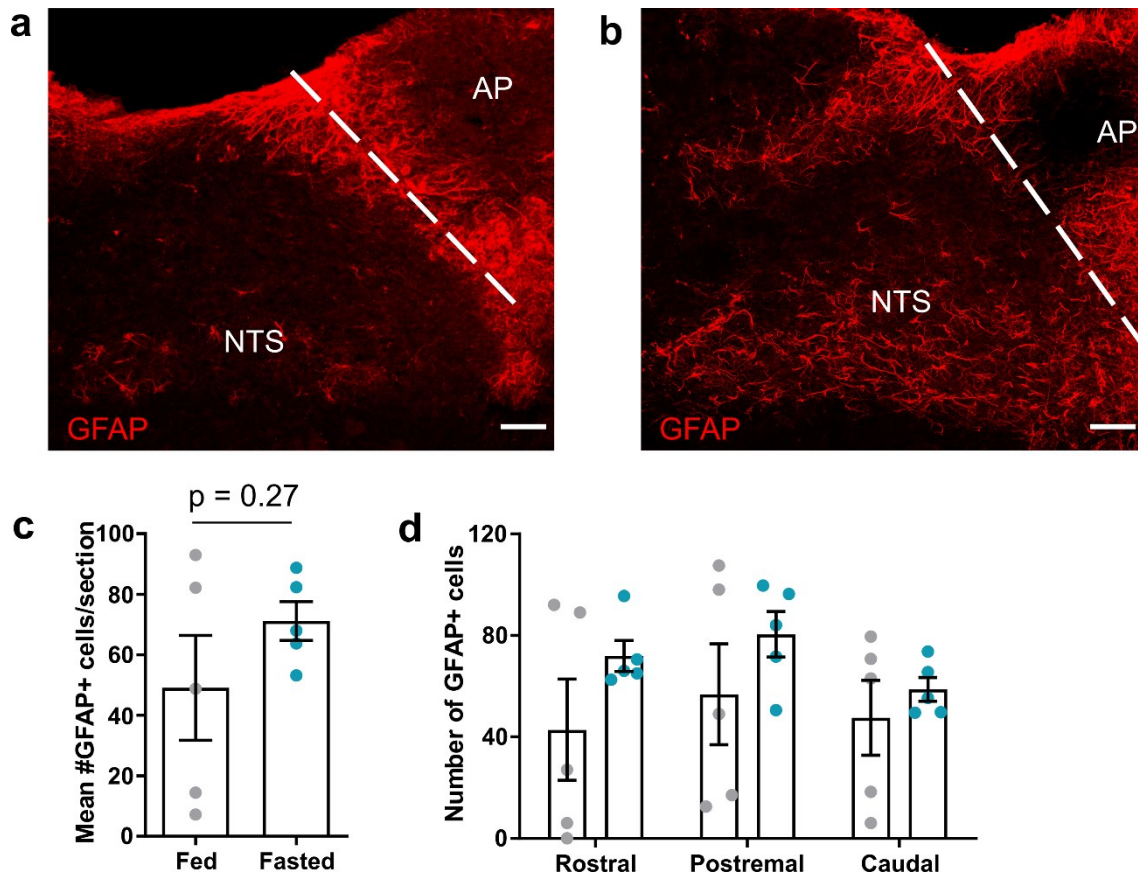 a
AP
NTS
GFAP
b
AP
NTS
GFAP
c
p = 0.27
Mean #GFAP+ cells/section
100
80
60
40
20
0
Fed Fasted
d
Number of GFAP+ cells
120
80
40
0
Rostral Postremal Caudal